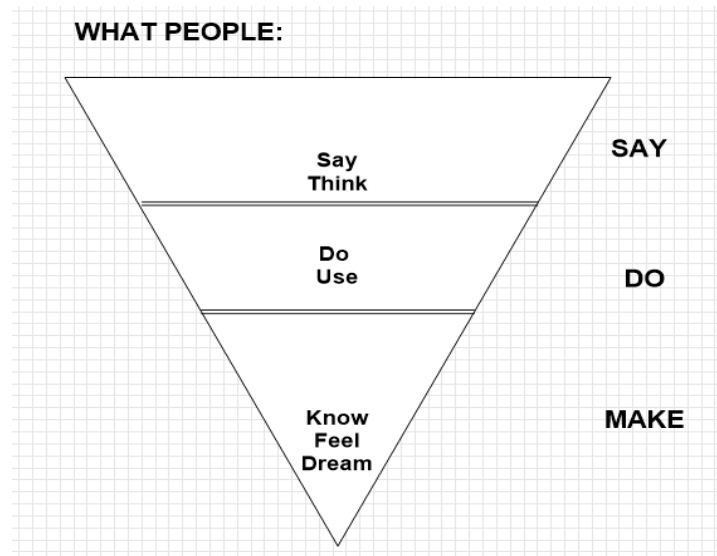 WHAT PEOPLE:
Say
Think
SAY
Do
Use
DO
Know
Feel
Dream
MAKE